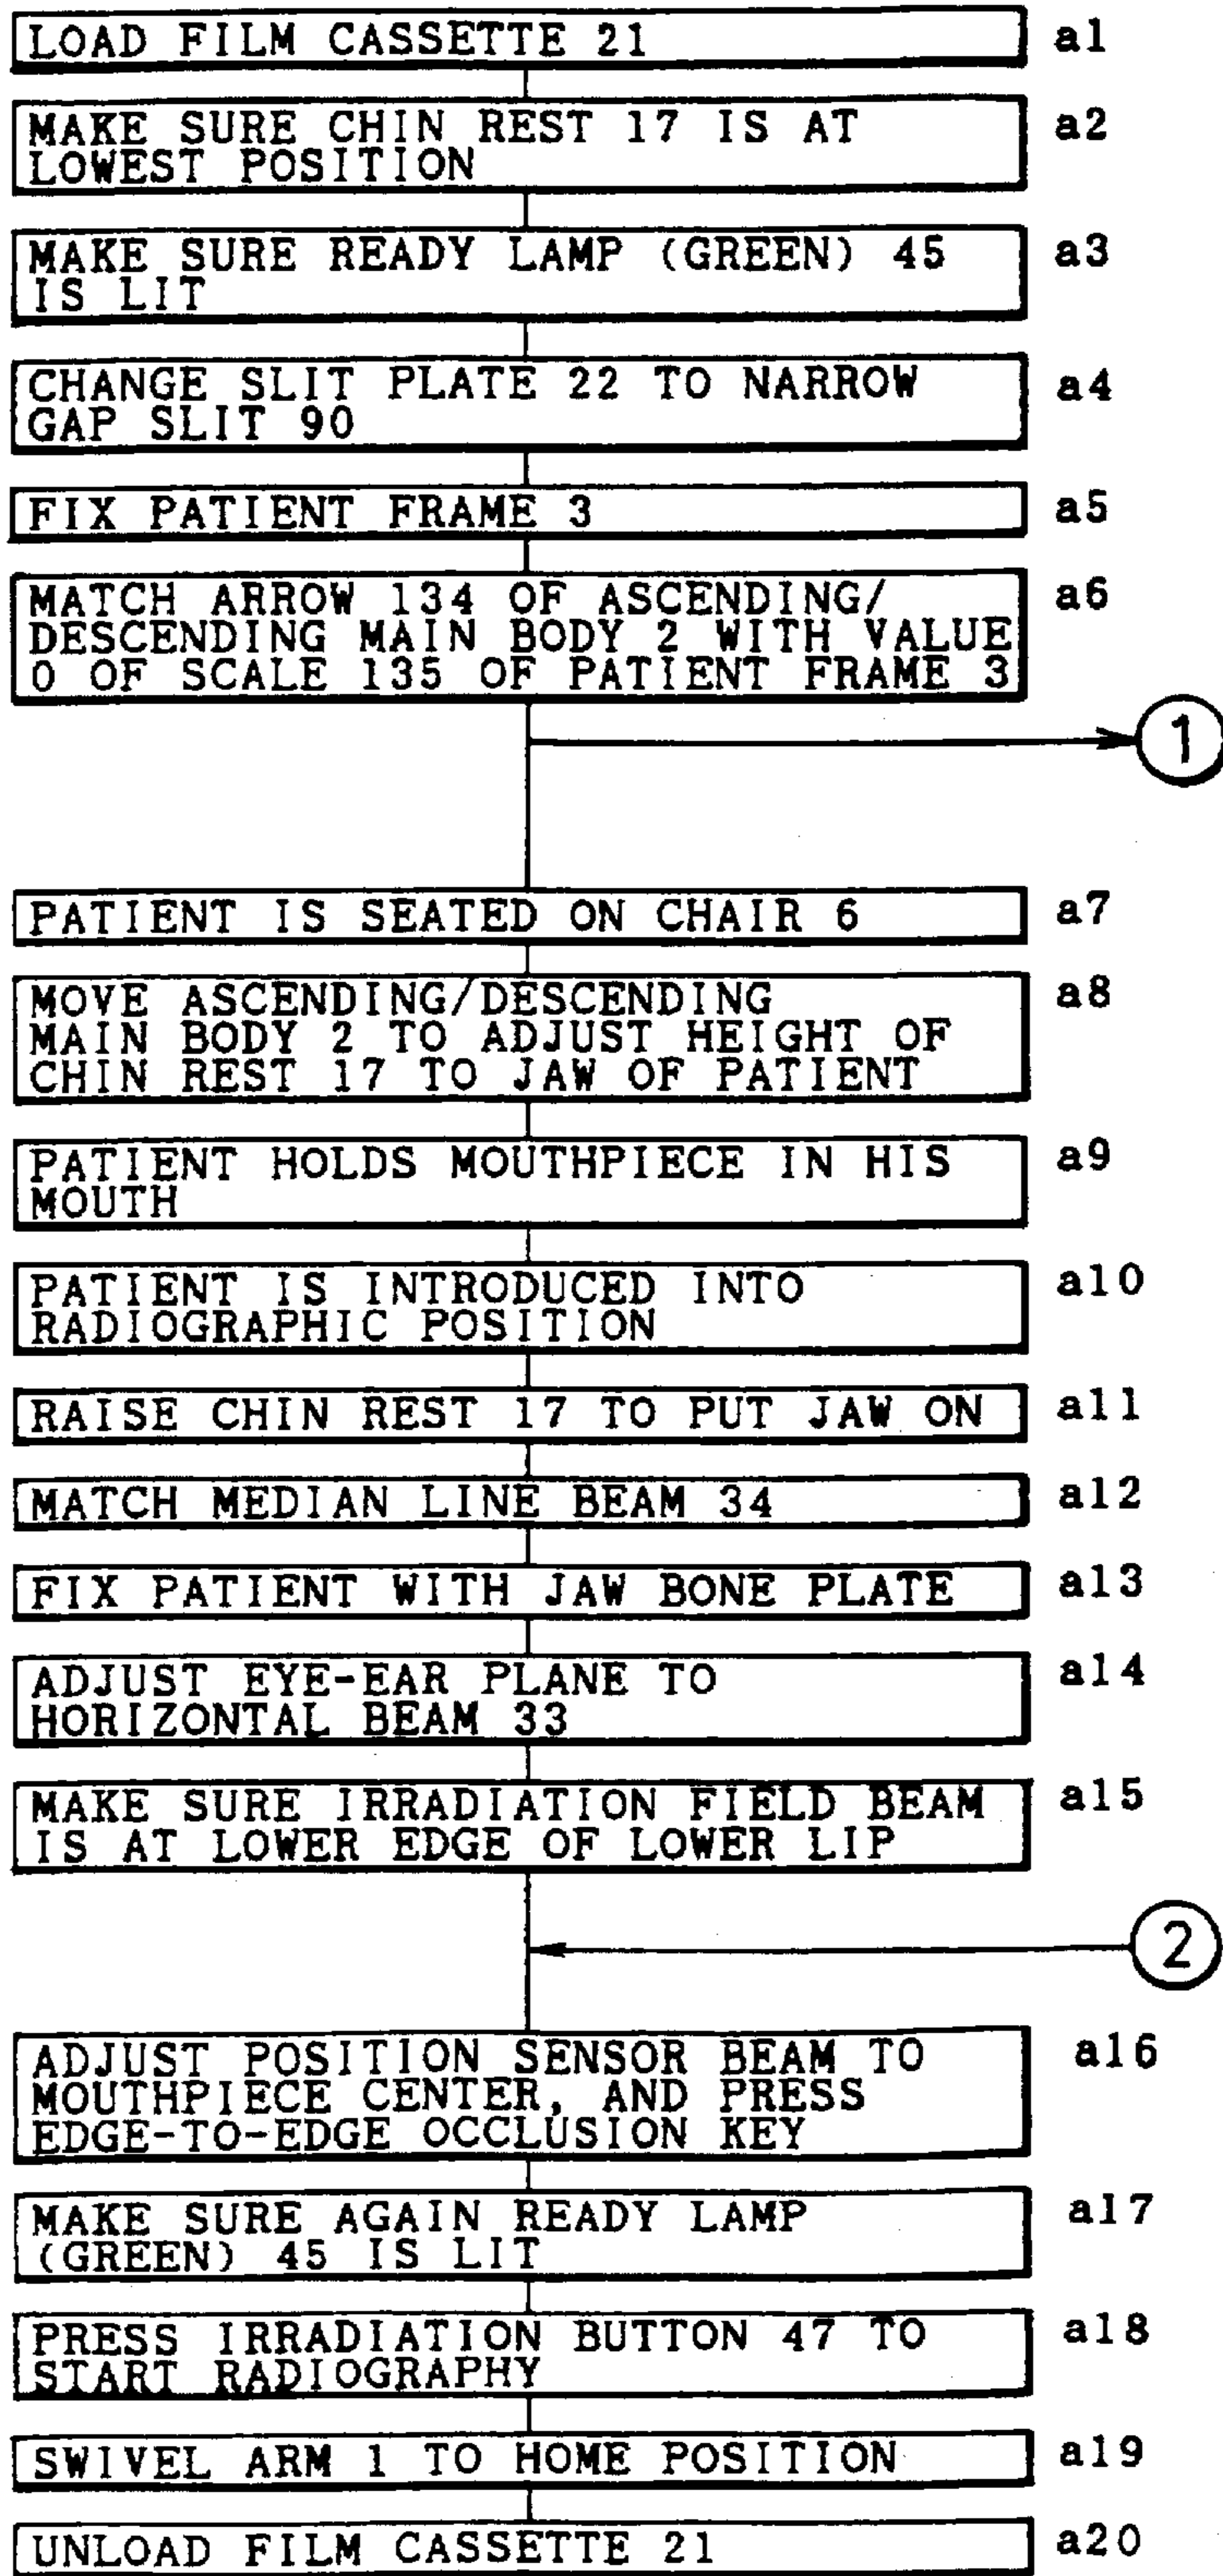 LOAD FILM CASSETTE 21 a1
MAKE SURE CHIN REST 17 IS AT a2
LOWEST POSITION
MAKE SURE READY LAMP (GREEN) 45 a3
IS LIT
CHANGE SLIT PLATE 22 TO NARROW a4
GAP SLIT 90
FIX PATIENT FRAME 3 a5
MATCH ARROW 134 OF ASCENDING/ a6
DESCENDING MAIN BODY 2 WITH VALUE
0 OF SCALE 135 OF PATIENT FRAME 3
1
PATIENT IS SEATED ON CHAIR 6 a7
MOVE ASCENDING/DESCENDING a8
MAIN BODY 2 TO ADJUST HEIGHT OF
CHIN REST 17 TO JAW OF PATIENT
PATIENT HOLDS MOUTHPIECE IN HIS a9
MOUTH
PATIENT IS INTRODUCED INTO a10
RADIOGRAPHIC POSITION
RAISE CHIN REST 17 TO PUT JAW ON a11
MATCH MEDIAN LINE BEAM 34 a12
FIX PATIENT WITH JAW BONE PLATE a13
ADJUST EYE-EAR PLANE TO a14
HORIZONTAL BEAM 33
MAKE SURE IRRADIATION FIELD BEAM a15
IS AT LOWER EDGE OF LOWER LIP
2
ADJUST POSITION SENSOR BEAM TO a16
MOUTHPIECE CENTER, AND PRESS
EDGE-TO-EDGE OCCLUSION KEY
MAKE SURE AGAIN READY LAMP a17
(GREEN) 45 IS LIT
PRESS IRRADIATION BUTTON 47 TO a18
START RADIOGRAPHY
SWIVEL ARM 1 TO HOME POSITION a19
UNLOAD FILM CASSETTE 21 a20